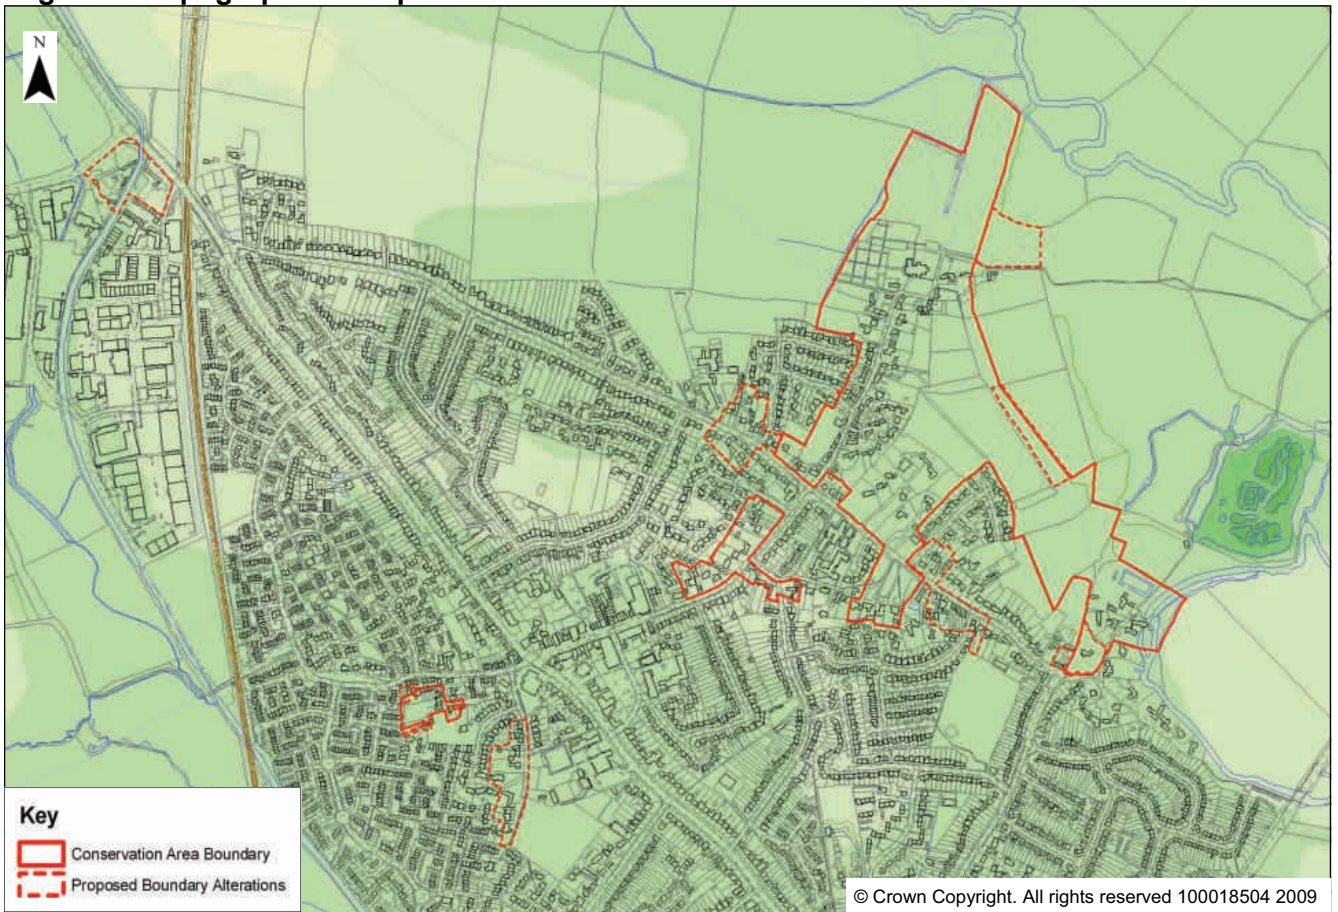 N
Key
Conservation Area Boundary
Proposed Boundary Alterations
© Crown Copyright. All rights reserved 100018504 2009